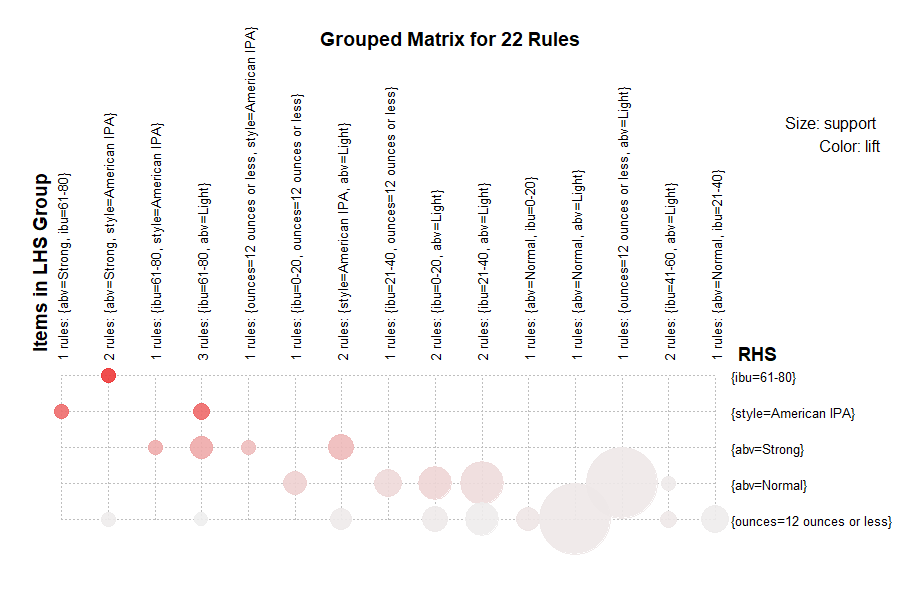 Grouped Matrix for 22 Rules
Size: support
Color: lift
Items in LHS Group
1 rules: {abv=Strong, ibu=61-80}
2 rules: {abv=Strong, style=American IPA}
1 rules: {ibu=61-80, style=American IPA}
3 rules: {ibu=61-80, abv=Light}
1 rules: {ounces=12 ounces or less, style=American IPA}
1 rules: {ibu=0-20, ounces=12 ounces or less}
2 rules: {style=American IPA, abv=Light}
1 rules: {ibu=21-40, ounces=12 ounces or less}
2 rules: {ibu=0-20, abv=Light}
2 rules: {ibu=21-40, abv=Light}
1 rules: {abv=Normal, ibu=0-20}
1 rules: {abv=Normal, abv=Light}
1 rules: {ounces=12 ounces or less, abv=Light}
2 rules: {ibu=41-60, abv=Light}
1 rules: {abv=Normal, ibu=21-40}
RHS
{ibu=61-80}
{style=American IPA}
{abv=Strong}
{abv=Normal}
{ounces=12 ounces or less}